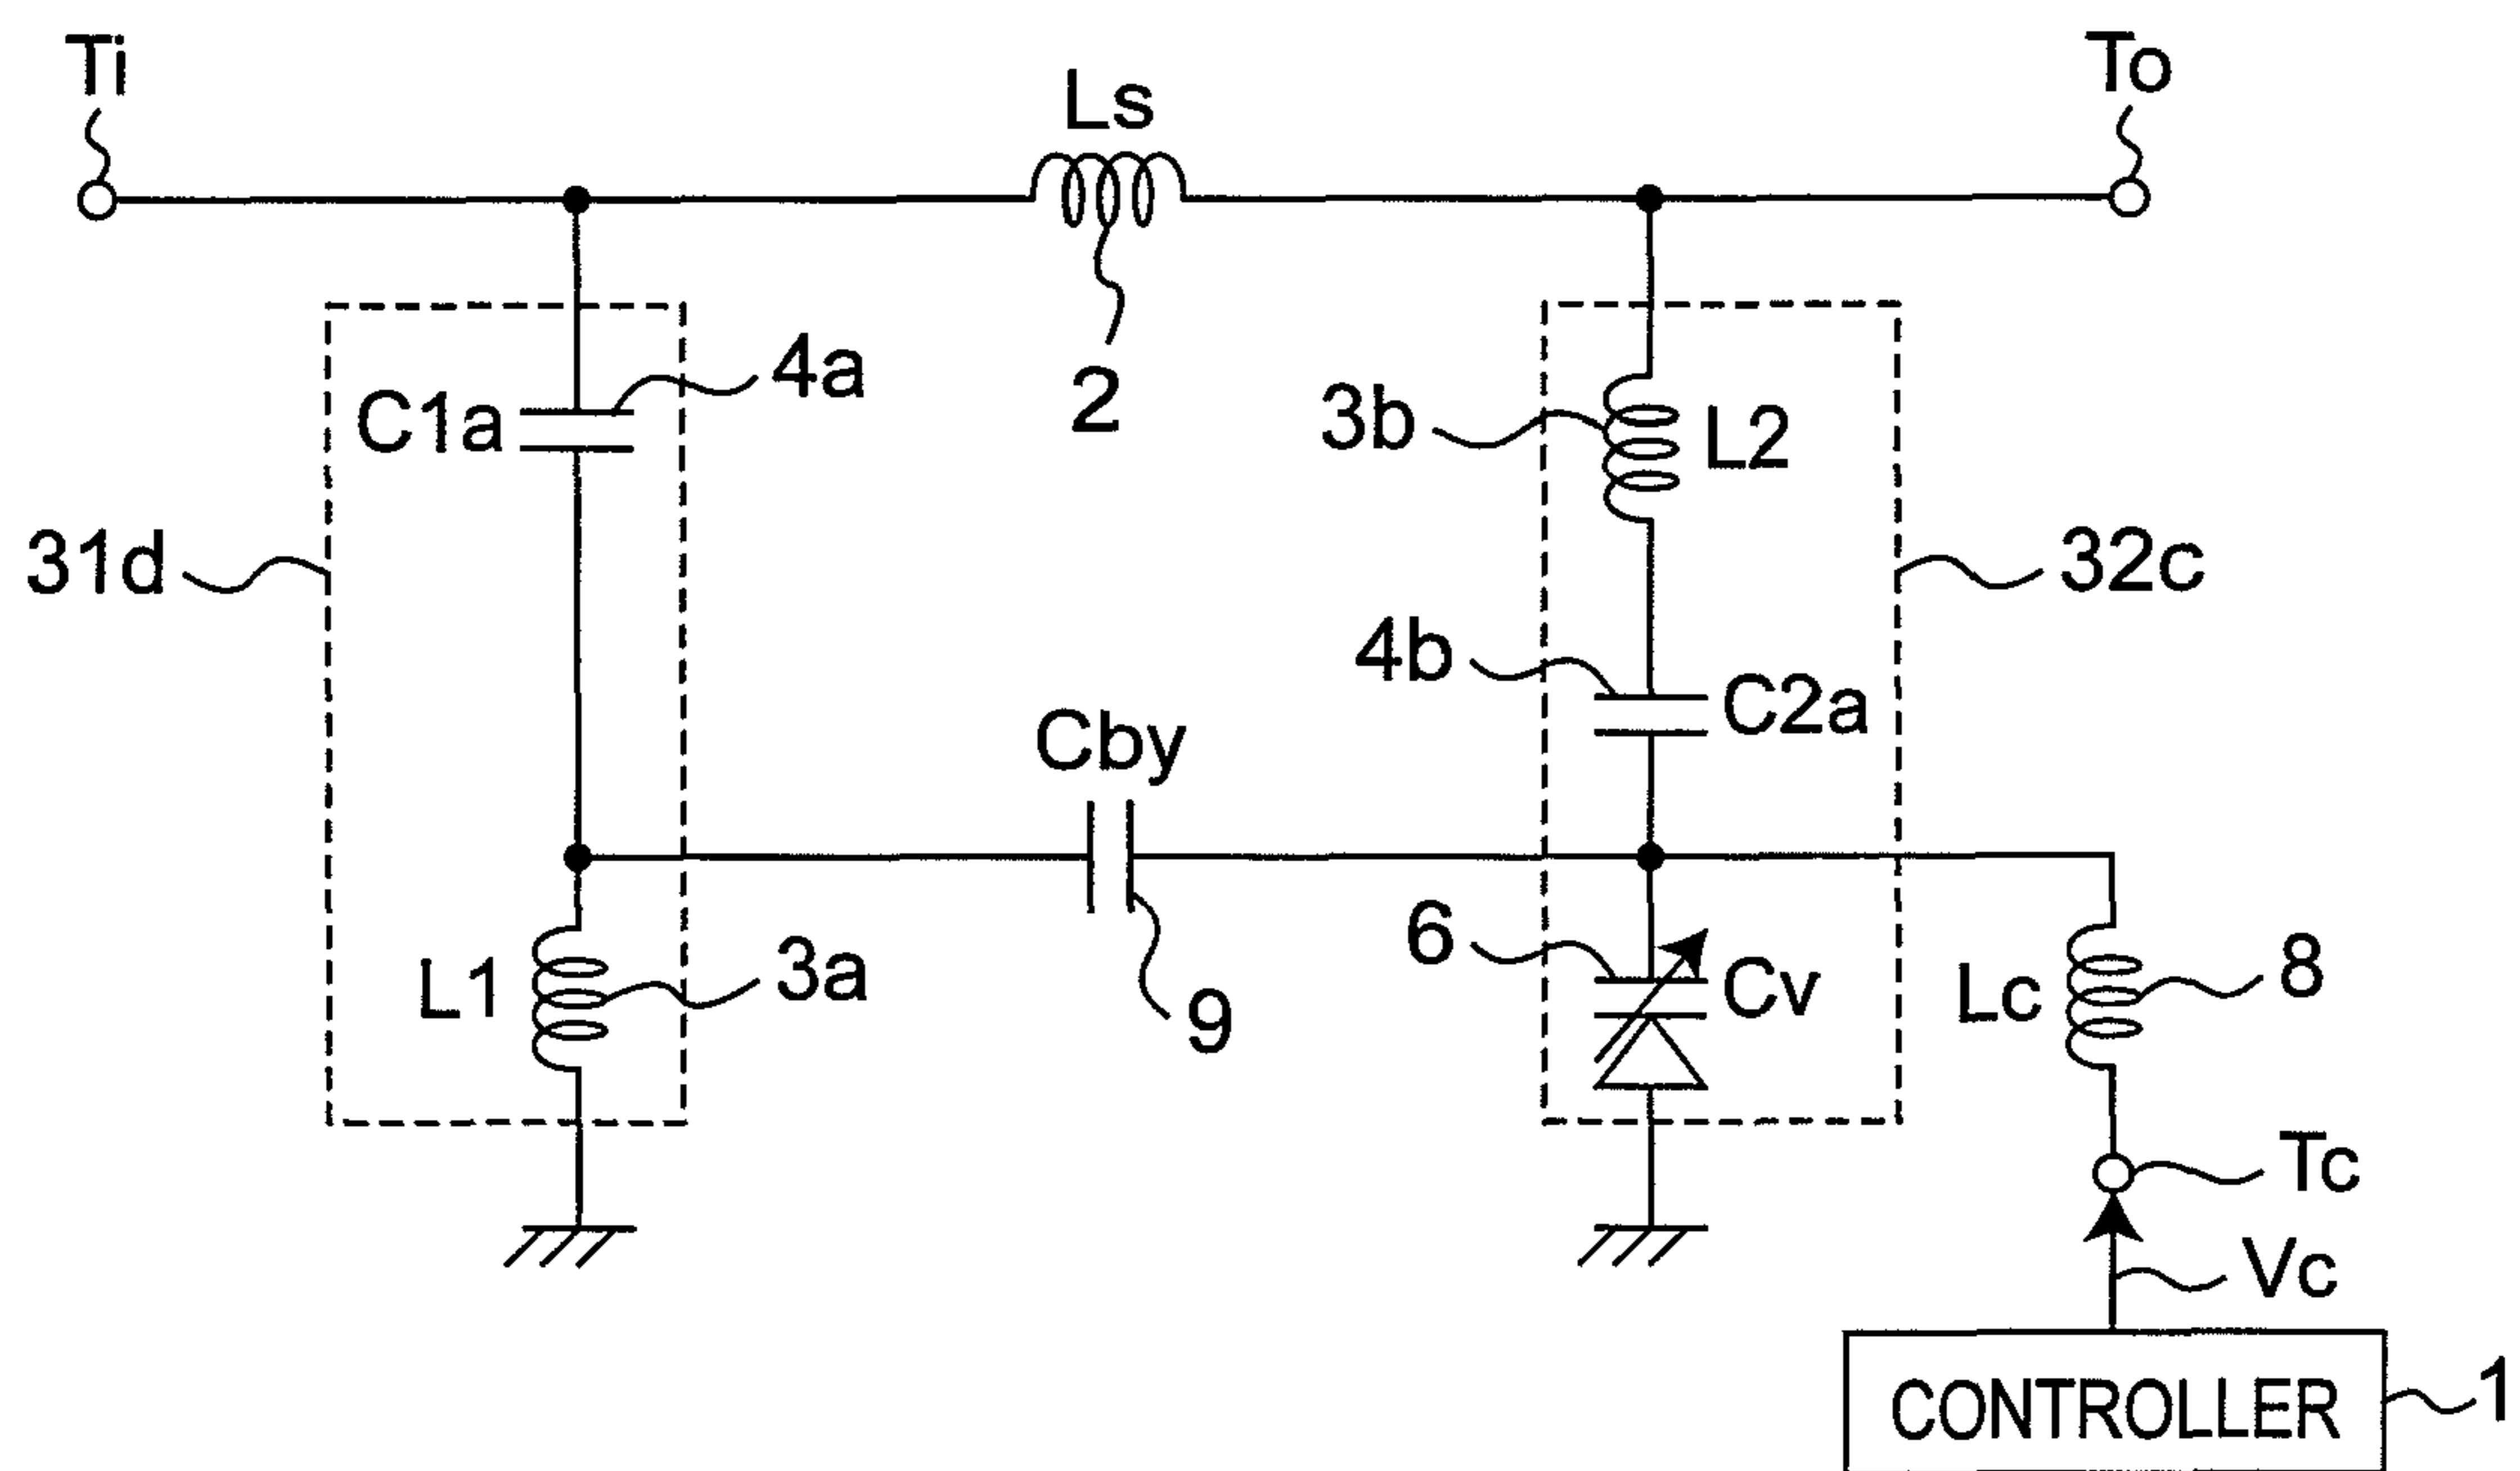 Ti
To
Ls
2
4a
C1a
3b
L2
31d
32c
4b
C2a
Cby
6
Cv
L1
3a
9
Lc
8
Tc
Vc
CONTROLLER
1